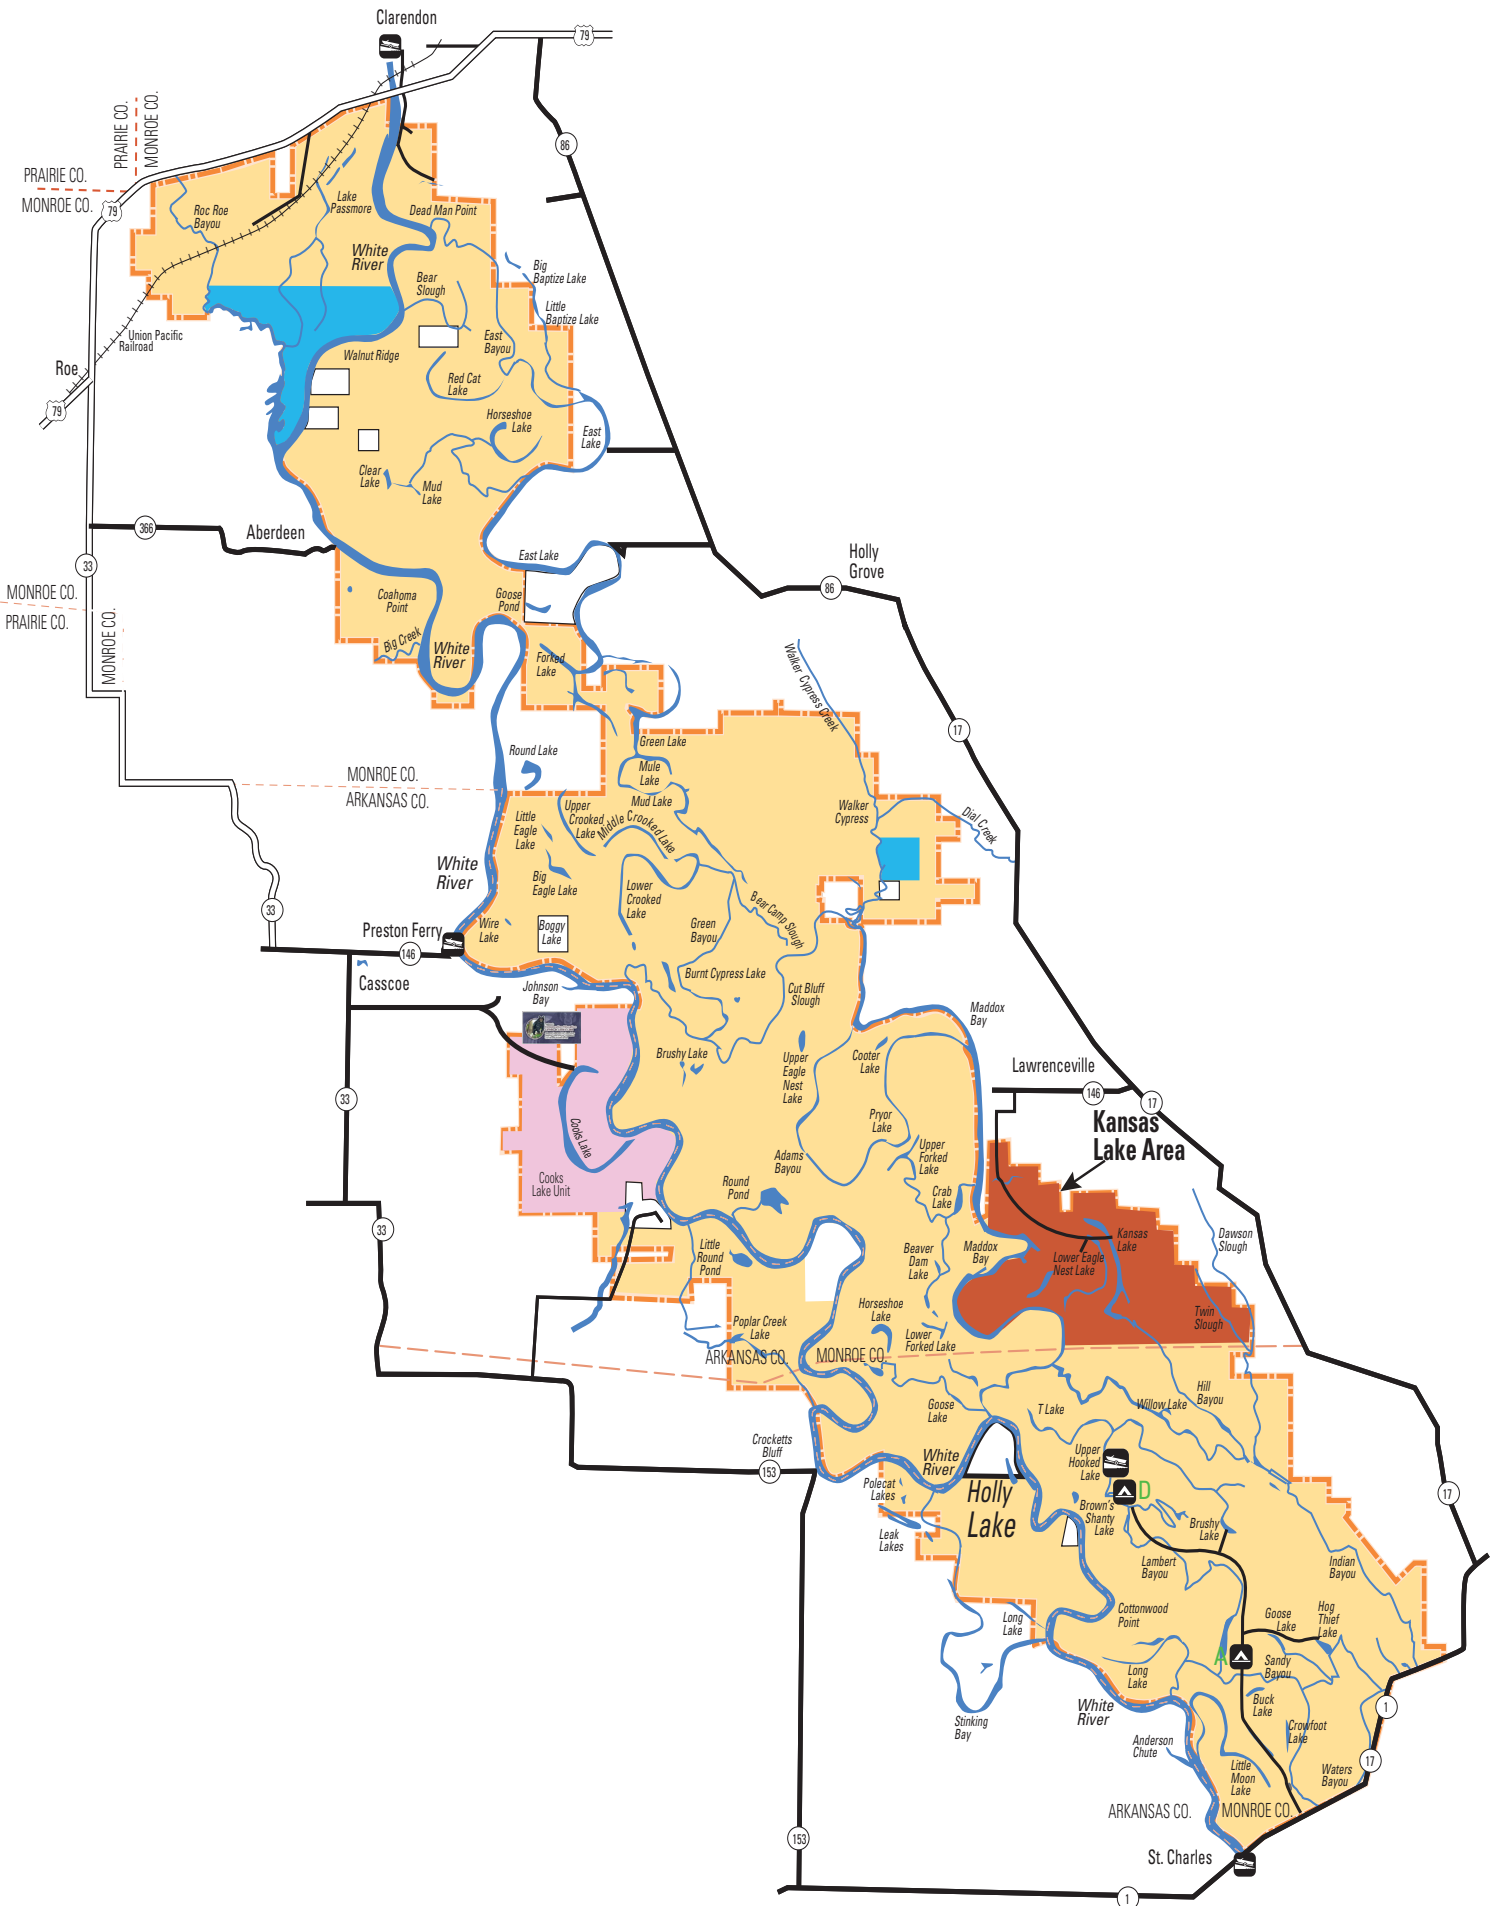 Clarendon
79
PRAIRIE CO.
MONROE CO.
86
PRAIRIE CO.
MONROE CO.
79
Roc Roe
Bayou
Lake
Passmore
Dead Man Point
White
River
Big
Baptize Lake
Bear
Slough
Little
Baptize Lake
Union Pacific
Railroad
East
Bayou
Walnut Ridge
Roe
Red Cat
Lake
79
Horseshoe
Lake
East
Lake
Clear
Lake
Mud
Lake
366
Aberdeen
33
East Lake
Holly
Grove
86
MONROE CO.
PRAIRIE CO.
MONROE CO.
Coahoma
Point
Goose
Pond
Big Creek
White
River
Forked
Lake
Walker Cypress Creek
17
Green Lake
Round Lake
Mule
Lake
MONROE CO.
ARKANSAS CO.
Mud Lake
Upper
Crooked
Lake
Middle Crooked Lake
Little
Eagle
Lake
Walker
Cypress
Dial Creek
White
River
Big
Eagle Lake
Lower
Crooked
Lake
Bear Camp Slough
33
Preston Ferry
Wire
Lake
Boggy
Lake
Green
Bayou
146
Casscoe
Burnt Cypress Lake
Johnson
Bay
Cut Bluff
Slough
Maddox
Bay
Brushy Lake
Upper
Eagle
Nest
Lake
Cooter
Lake
Lawrenceville
146
17
33
Kansas
Lake Area
Cooks Lake
Pryor
Lake
Adams
Bayou
Upper
Forked
Lake
Cooks
Lake Unit
Round
Pond
Crab
Lake
33
Little
Round
Pond
Beaver
Dam
Lake
Maddox
Bay
Kansas
Lake
Lower Eagle
Nest Lake
Dawson
Slough
Horseshoe
Lake
Twin
Slough
Poplar Creek
Lake
Lower
Forked Lake
ARKANSAS CO.
MONROE CO.
Goose
Lake
T Lake
Willow Lake
Hill
Bayou
Crocketts
Bluff
153
White
River
Upper
Hooked
Lake
Polecat
Lakes
Holly
Lake
D
17
Brown's
Shanty
Lake
Brushy
Lake
Leak
Lakes
Lambert
Bayou
Indian
Bayou
Long
Lake
Cottonwood
Point
Goose
Lake
Hog
Thief
Lake
A
Sandy
Bayou
Long
Lake
Buck
Lake
1
White
River
Stinking
Bay
Crowfoot
Lake
Anderson
Chute
17
Little
Moon
Lake
Waters
Bayou
ARKANSAS CO.
MONROE CO.
153
St. Charles
1